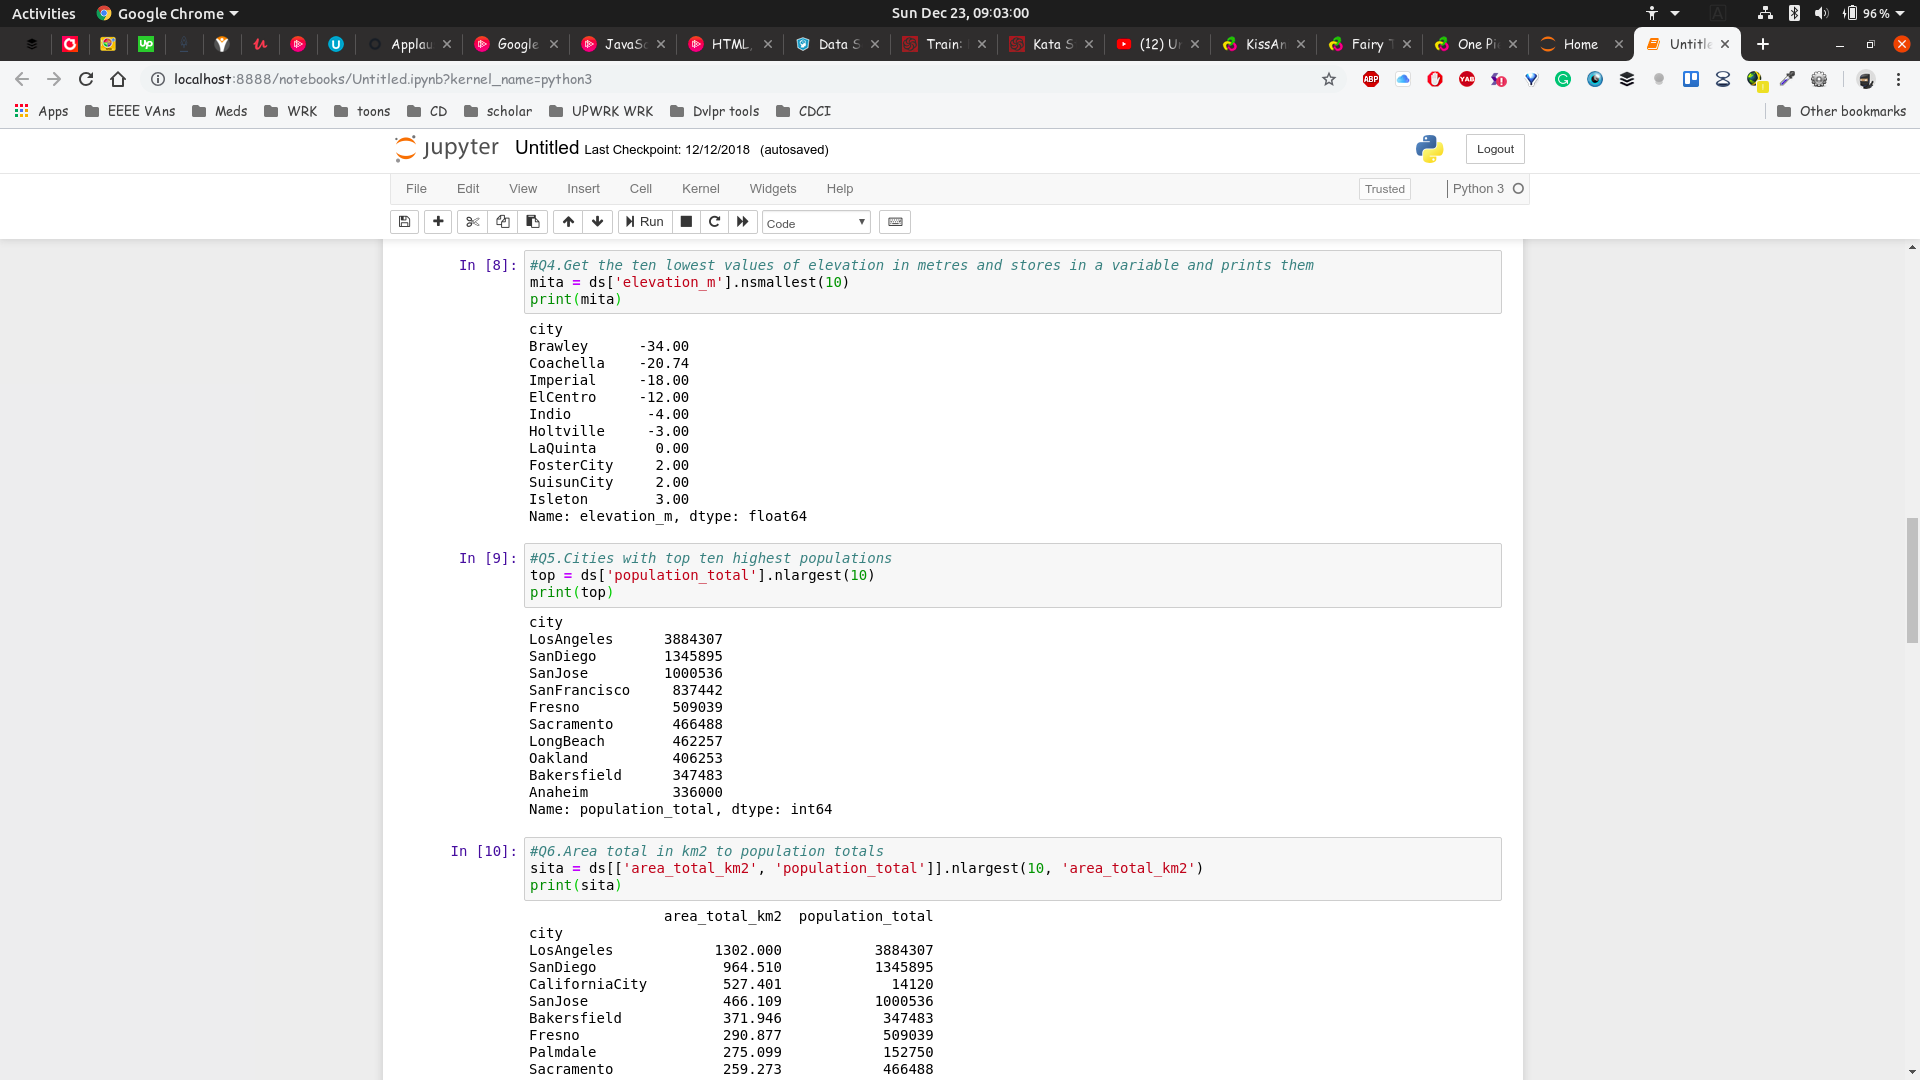 Activities Google Chrome Sun Dec 23, 09:03:00 96 %
Up Applau Google JavaSc HTML, Data S Train: Kata S (12) Ur KissAn Fairy T One Pi Home Untitle
localhost:8888/notebooks/Untitled.ipynb?kernel_name=python3 ABP YAB
Apps EEEE VAns Meds WRK toons CD scholar UPWRK WRK Dvlpr tools CDCI Other bookmarks
jupyter Untitled Last Checkpoint: 12/12/2018 (autosaved) Logout
File Edit View Insert Cell Kernel Widgets Help Trusted Python 3
Run Code
In [8]: #Q4.Get the ten lowest values of elevation in metres and stores in a variable and prints them
mita = ds['elevation_m'].nsmallest(10)
print(mita)
city
Brawley -34.00
Coachella -20.74
Imperial -18.00
ElCentro -12.00
Indio -4.00
Holtville -3.00
LaQuinta 0.00
FosterCity 2.00
SuisunCity 2.00
Isleton 3.00
Name: elevation_m, dtype: float64
In [9]: #Q5.Cities with top ten highest populations
top = ds['population_total'].nlargest(10)
print(top)
city
LosAngeles 3884307
SanDiego 1345895
SanJose 1000536
SanFrancisco 837442
Fresno 509039
Sacramento 466488
LongBeach 462257
Oakland 406253
Bakersfield 347483
Anaheim 336000
Name: population_total, dtype: int64
In [10]: #Q6.Area total in km2 to population totals
sita = ds[['area_total_km2', 'population_total']].nlargest(10, 'area_total_km2')
print(sita)
area_total_km2 population_total
city
LosAngeles 1302.000 3884307
SanDiego 964.510 1345895
CaliforniaCity 527.401 14120
SanJose 466.109 1000536
Bakersfield 371.946 347483
Fresno 290.877 509039
Palmdale 275.099 152750
Sacramento 259.273 466488